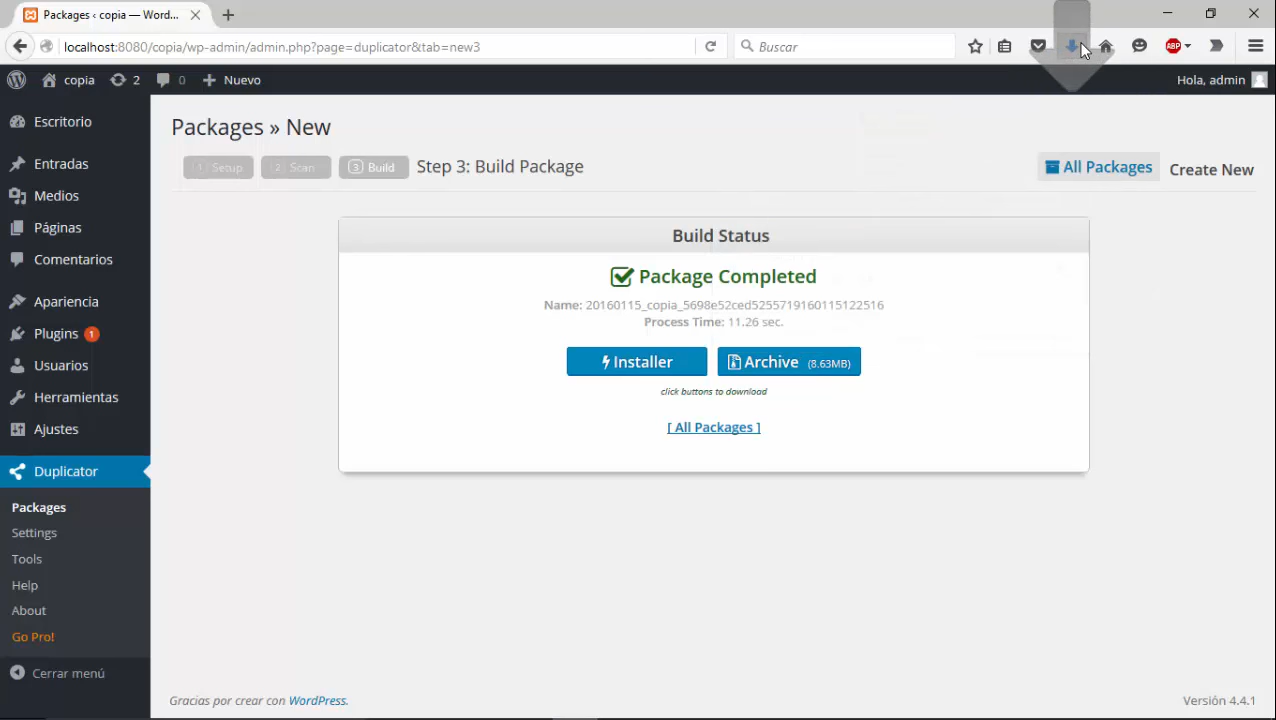 Packages ‹ copia — Word...
localhost:8080/copia/wp-admin/admin.php?page=duplicator&tab=new3
Buscar
ABP
copia
2
0
Nuevo
Hola, admin
Escritorio
Entradas
Medios
Páginas
Comentarios
Apariencia
Plugins 1
Usuarios
Herramientas
Ajustes
Duplicator
Packages
Settings
Tools
Help
About
Go Pro!
Cerrar menú
Packages » New
1 Setup
2 Scan
3 Build
Step 3: Build Package
All Packages
Create New
Build Status
Package Completed
Name: 20160115_copia_5698e52ced5255719160115122516
Process Time: 11.26 sec.
Installer
Archive (8.63MB)
click buttons to download
[ All Packages ]
Gracias por crear con WordPress.
Versión 4.4.1